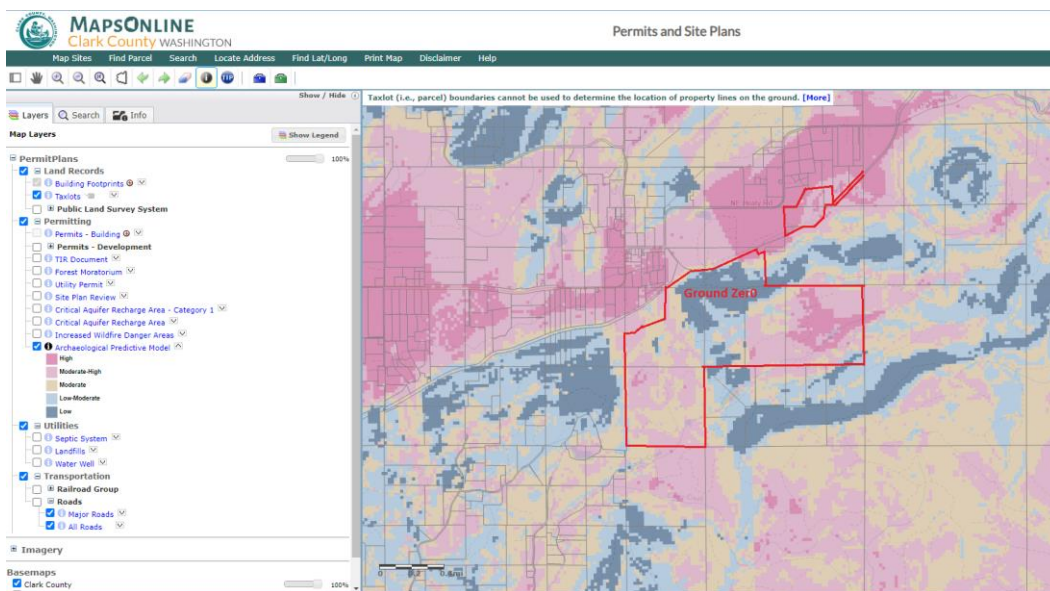 MAPSONLINE
Clark County WASHINGTON
Permits and Site Plans
Map Sites Find Parcel Search Locate Address Find Lat/Long Print Map Disclaimer Help
Show / Hide
Taxlot (i.e., parcel) boundaries cannot be used to determine the location of property lines on the ground. [More]
Layers Search Info
Map Layers Show Legend
PermitPlans 100%
Land Records
Building Footprints
Taxlots
Public Land Survey System
Permitting
Permits - Building
Permits - Development
TIR Document
Forest Moratorium
Utility Permit
Site Plan Review
Critical Aquifer Recharge Area - Category 1
Critical Aquifer Recharge Area
Increased Wildfire Danger Areas
Archaeological Predictive Model
High
Moderate-High
Moderate
Low-Moderate
Low
Utilities
Septic System
Landfills
Water Well
Transportation
Railroad Group
Roads
Major Roads
All Roads
Imagery
Basemaps
Clark County 100%
Ground Zero